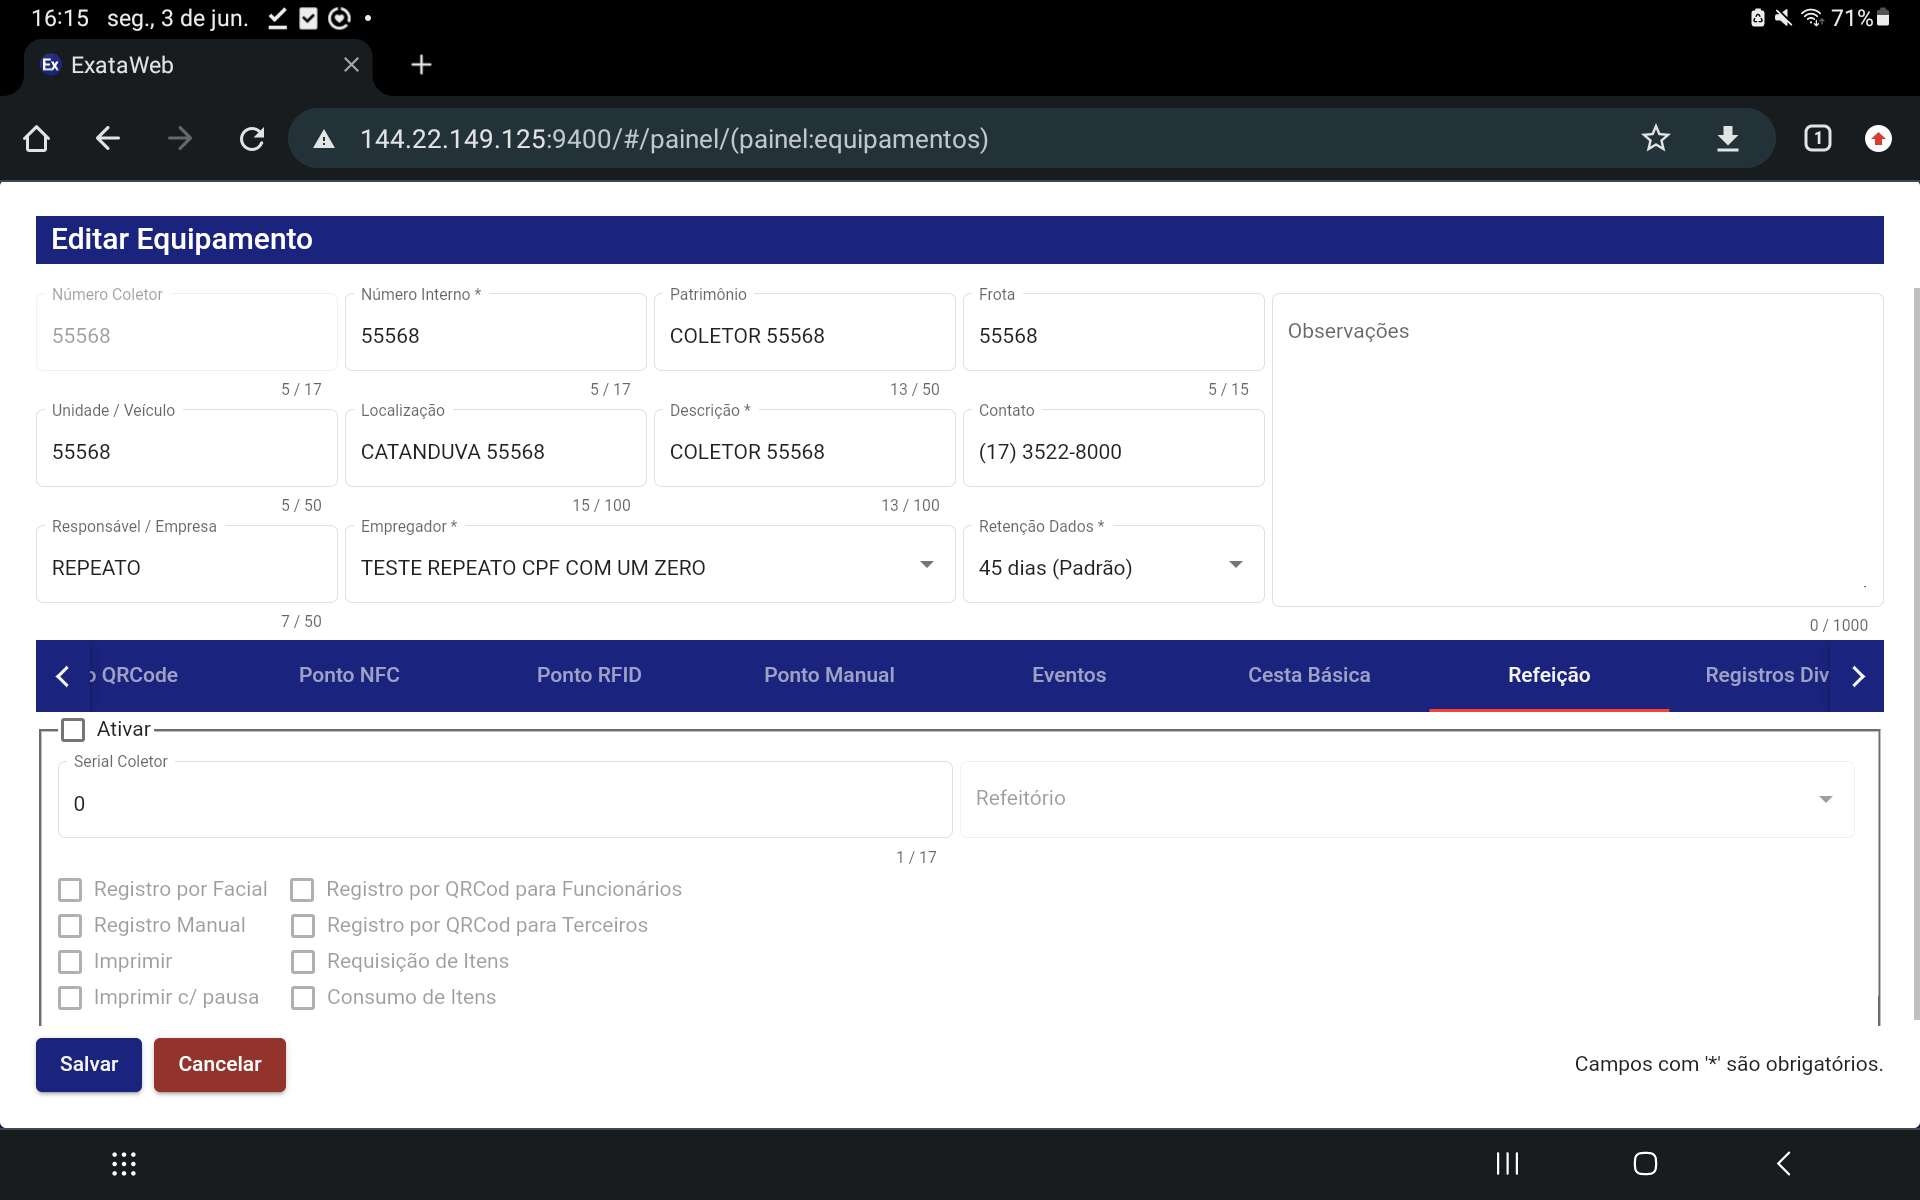 16:15 seg., 3 de jun.
71%
Ex ExataWeb
144.22.149.125:9400/#/painel/(painel:equipamentos)
1
Editar Equipamento
Número Coletor
55568
5 / 17
Número Interno *
55568
5 / 17
Patrimônio
COLETOR 55568
13 / 50
Frota
55568
5 / 15
Observações
0 / 1000
Unidade / Veículo
55568
5 / 50
Localização
CATANDUVA 55568
15 / 100
Descrição *
COLETOR 55568
13 / 100
Contato
(17) 3522-8000
Responsável / Empresa
REPEATO
7 / 50
Empregador *
TESTE REPEATO CPF COM UM ZERO
Retenção Dados *
45 dias (Padrão)
o QRCode
Ponto NFC
Ponto RFID
Ponto Manual
Eventos
Cesta Básica
Refeição
Registros Div
Ativar
Serial Coletor
0
1 / 17
Refeitório
Registro por Facial
Registro por QRCod para Funcionários
Registro Manual
Registro por QRCod para Terceiros
Imprimir
Requisição de Itens
Imprimir c/ pausa
Consumo de Itens
Salvar
Cancelar
Campos com '*' são obrigatórios.